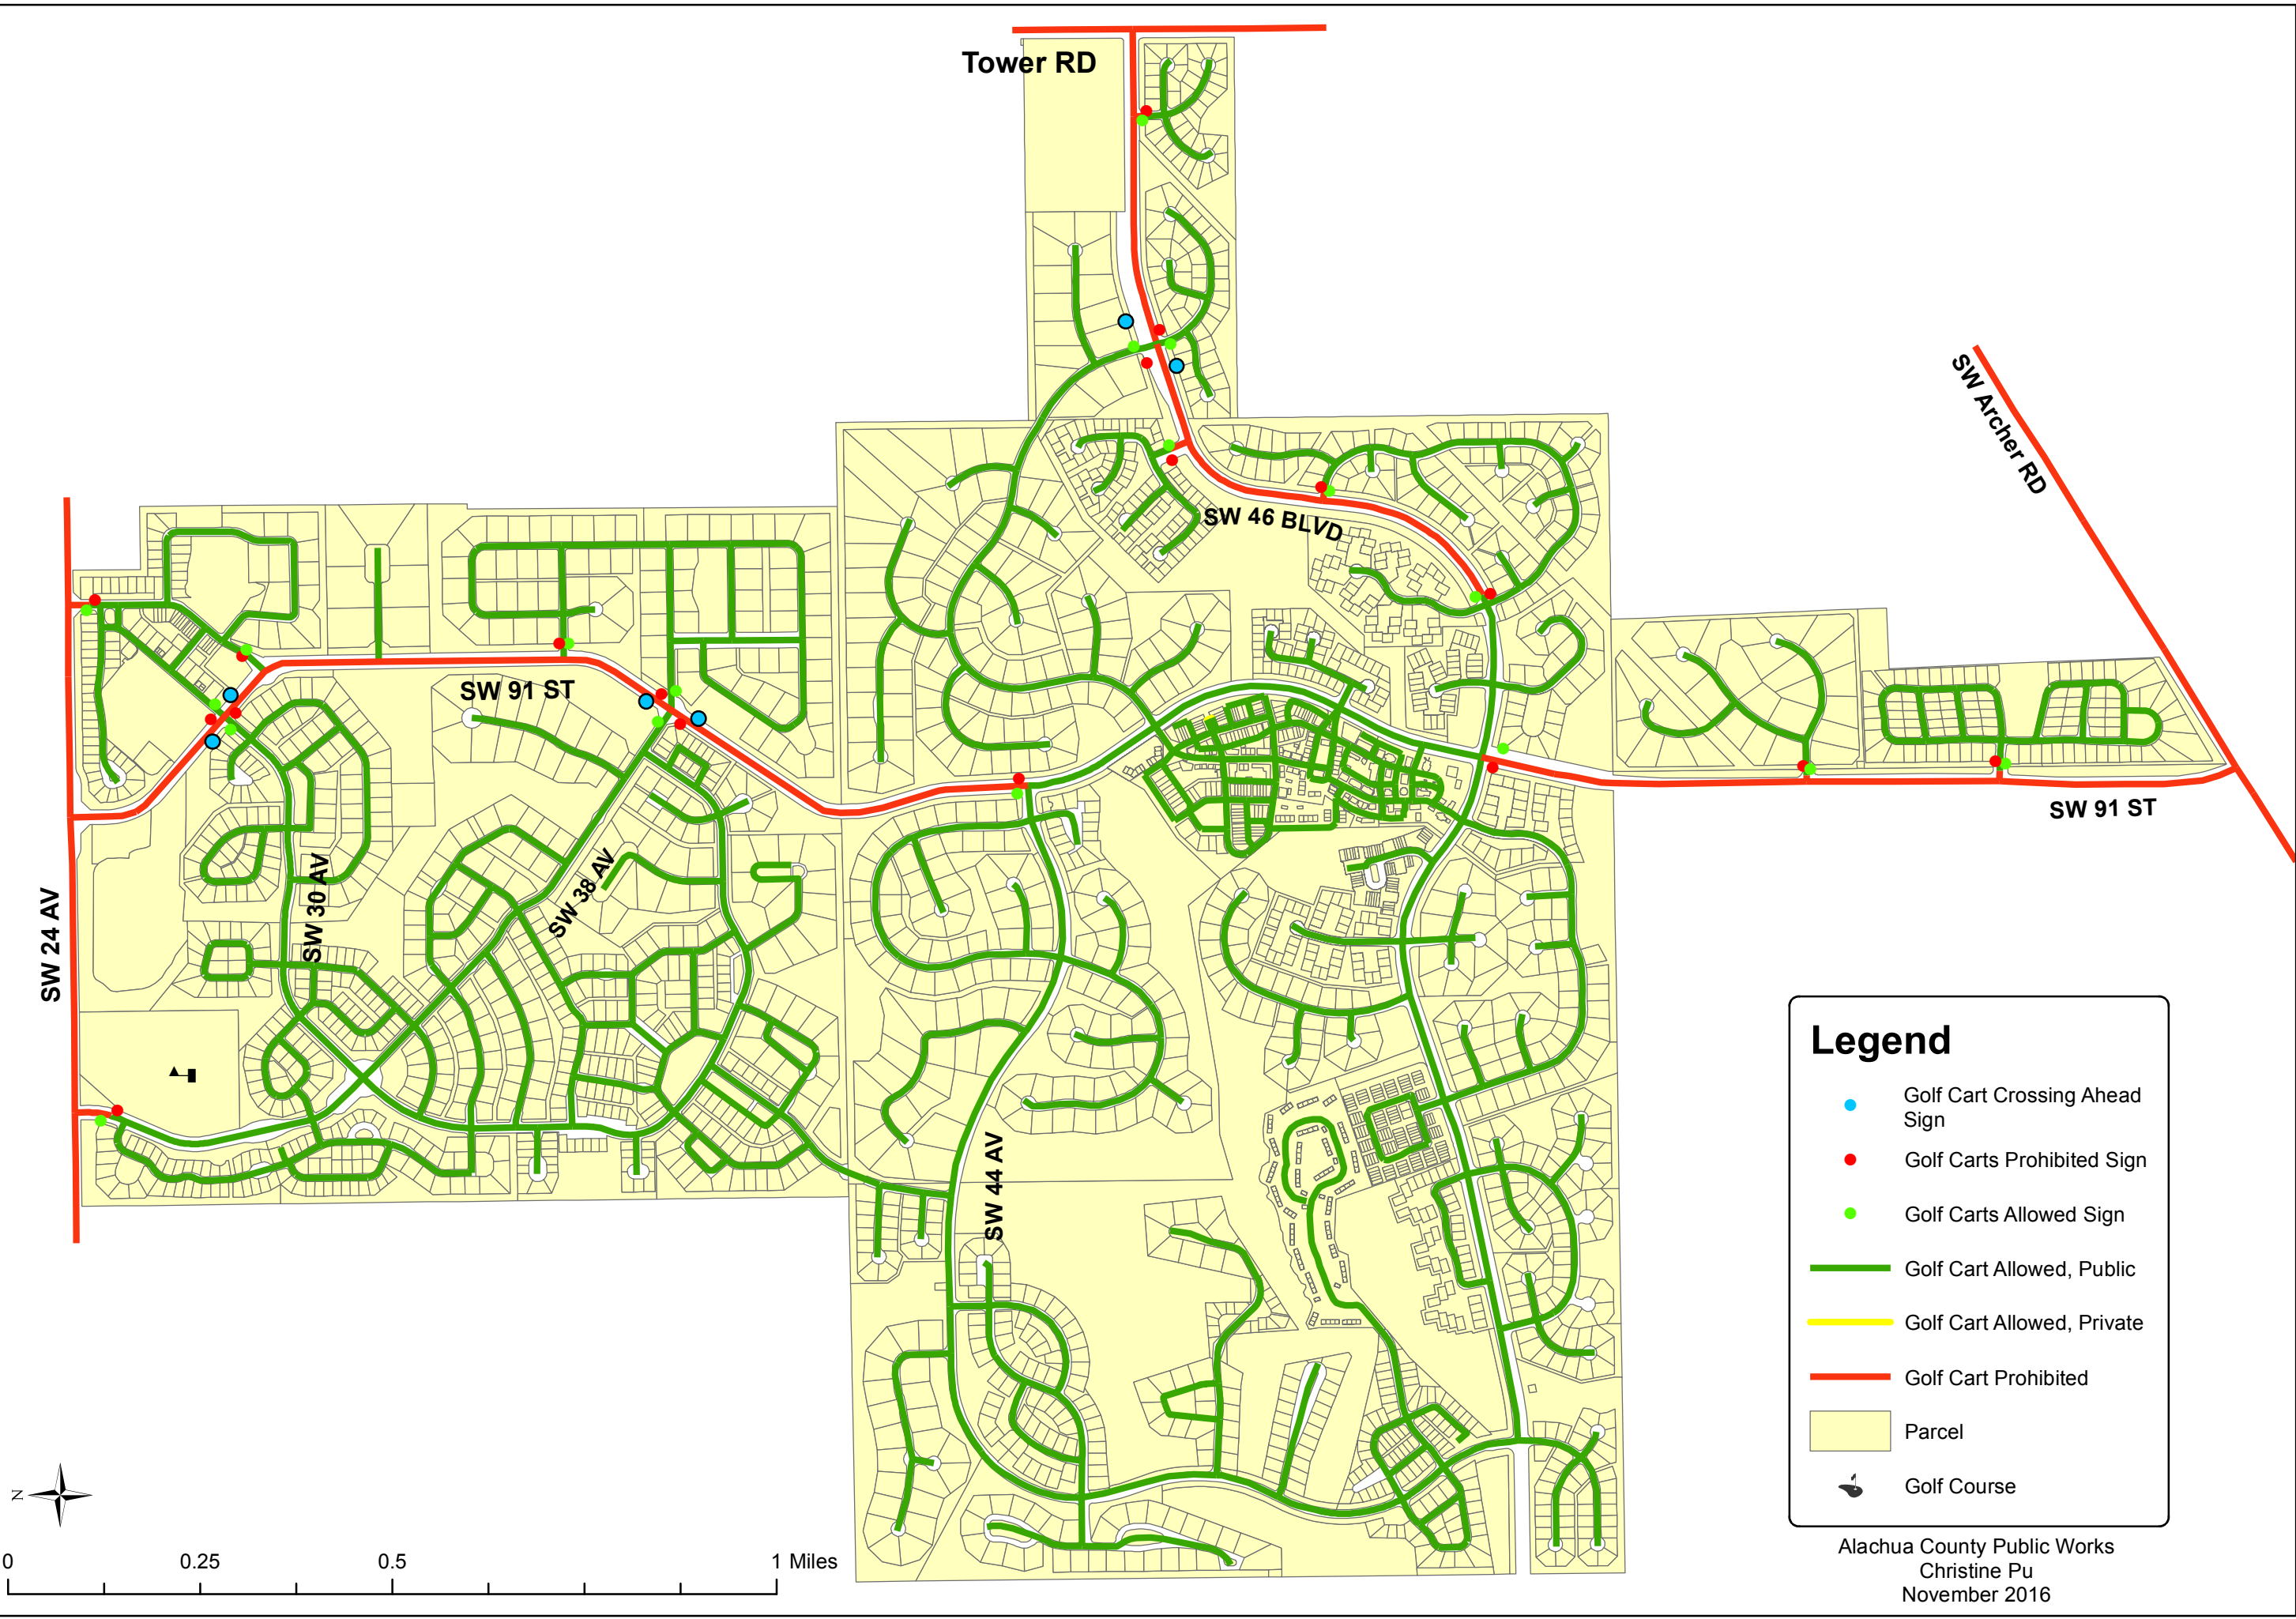 Tower RD
SW Archer RD
SW 46 BLVD
SW 91 ST
SW 91 ST
SW 24 AV
SW 30 AV
SW 38 AV
SW 44 AV
Legend
Golf Cart Crossing Ahead
Sign
Golf Carts Prohibited Sign
Golf Carts Allowed Sign
Golf Cart Allowed, Public
Golf Cart Allowed, Private
Golf Cart Prohibited
Parcel
Golf Course
N
0 0.25 0.5 1 Miles
Alachua County Public Works
Christine Pu
November 2016